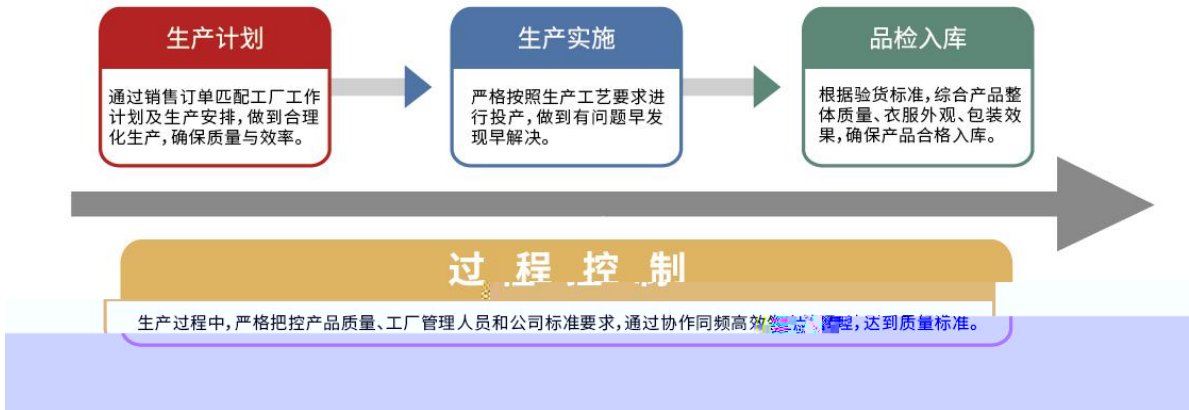 生产计划
通过销售订单匹配工厂工作
计划及生产安排,做到合理
化生产,确保质量与效率。
生产实施
严格按照生产工艺要求进
行投产,做到有问题早发
现早解决。
品检入库
根据验货标准,综合产品整
体质量、衣服外观、包装效
果,确保产品合格入库。
过程控制
生产过程中,严格把控产品质量、工厂管理人员和公司标准要求,通过协作同频高效,达到质量标准。